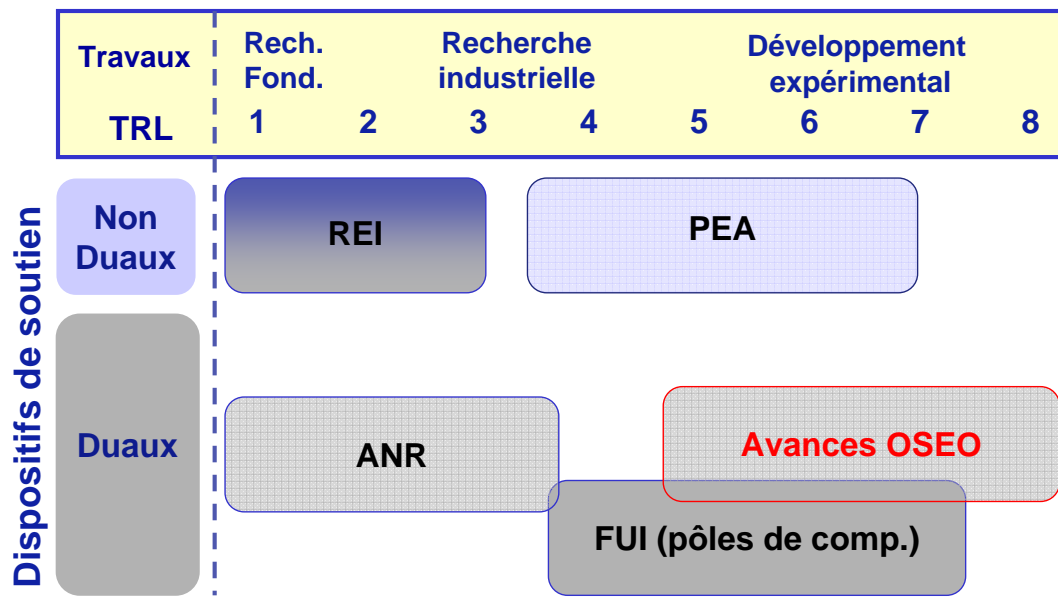 Travaux
Rech.
Fond.
Recherche
industrielle
Développement
expérimental
TRL
1 2 3 4 5 6 7 8
Dispositifs de soutien
Non
Duaux
REI
PEA
Duaux
ANR
Avances OSEO
FUI (pôles de comp.)